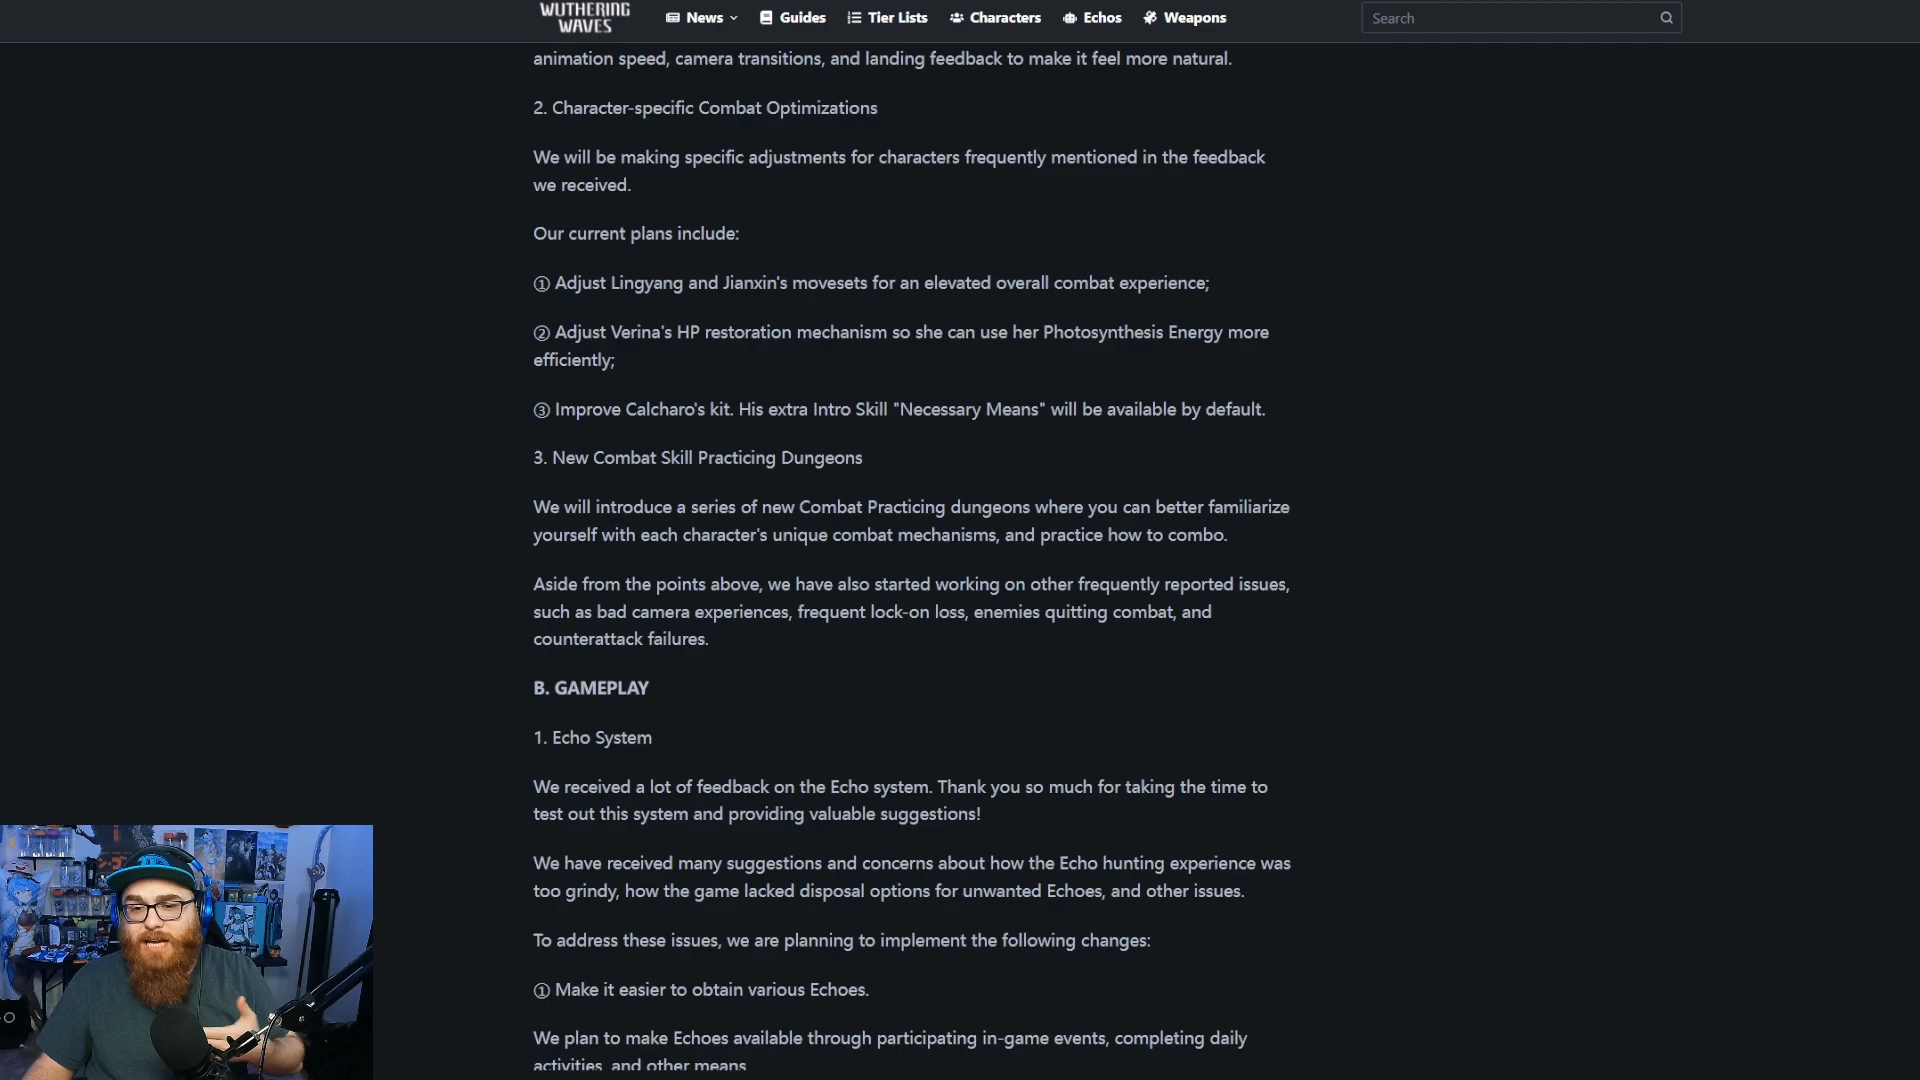 WUTHERING
WAVES
News
Guides
Tier Lists
Characters
Echos
Weapons
Search
animation speed, camera transitions, and landing feedback to make it feel more natural.
2. Character-specific Combat Optimizations
We will be making specific adjustments for characters frequently mentioned in the feedback
we received.
Our current plans include:
① Adjust Lingyang and Jianxin's movesets for an elevated overall combat experience;
② Adjust Verina's HP restoration mechanism so she can use her Photosynthesis Energy more
efficiently;
③ Improve Calcharo's kit. His extra Intro Skill "Necessary Means" will be available by default.
3. New Combat Skill Practicing Dungeons
We will introduce a series of new Combat Practicing dungeons where you can better familiarize
yourself with each character's unique combat mechanisms, and practice how to combo.
Aside from the points above, we have also started working on other frequently reported issues,
such as bad camera experiences, frequent lock-on loss, enemies quitting combat, and
counterattack failures.
B. GAMEPLAY
1. Echo System
We received a lot of feedback on the Echo system. Thank you so much for taking the time to
test out this system and providing valuable suggestions!
We have received many suggestions and concerns about how the Echo hunting experience was
too grindy, how the game lacked disposal options for unwanted Echoes, and other issues.
To address these issues, we are planning to implement the following changes:
① Make it easier to obtain various Echoes.
We plan to make Echoes available through participating in-game events, completing daily
activities, and other means